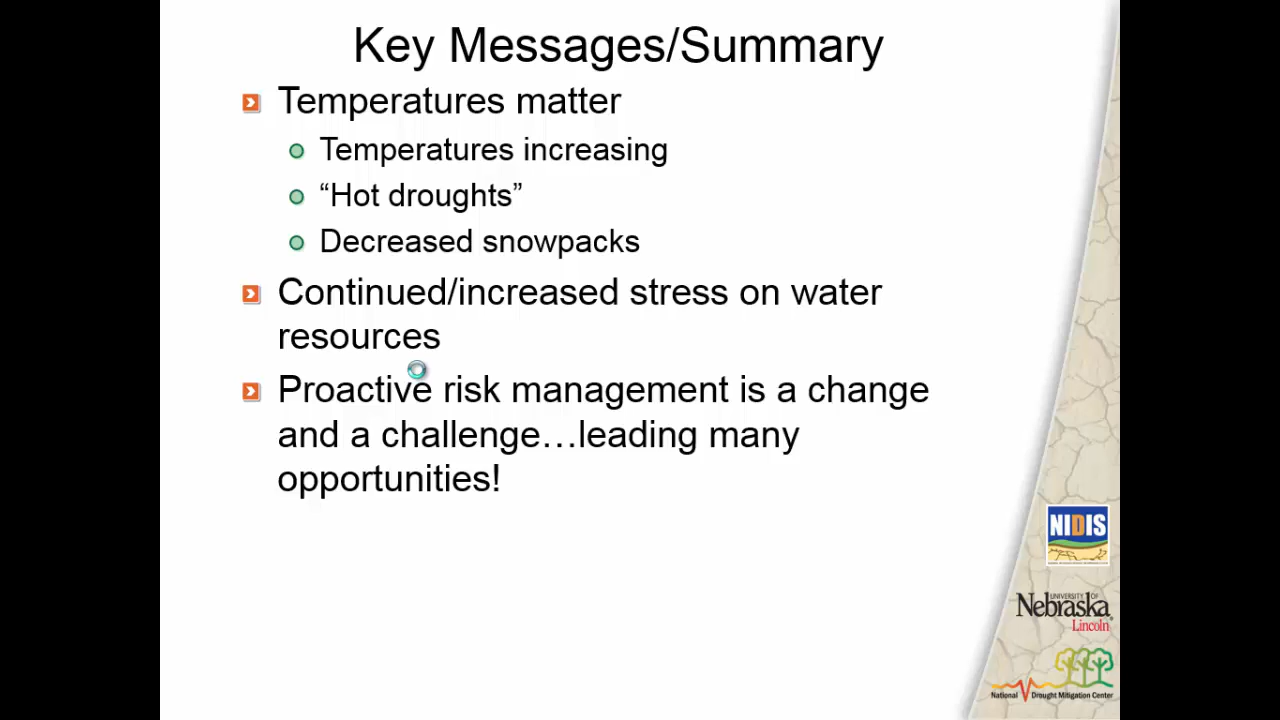 Key Messages/Summary
Temperatures matter
Temperatures increasing
“Hot droughts”
Decreased snowpacks
Continued/increased stress on water
resources
Proactive risk management is a change
and a challenge…leading many
opportunities!
NIDIS
UNIVERSITY OF
Nebraska
Lincoln
National Drought Mitigation Center